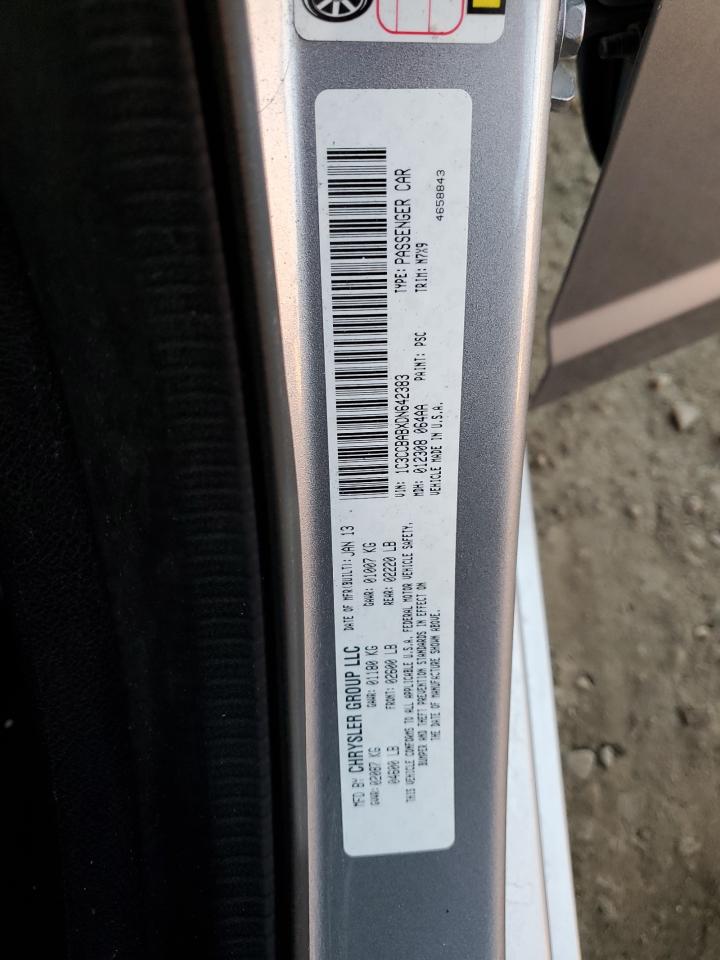 MFD BY CHRYSLER GROUP LLC DATE OF MFR(BUILT): JAN 13
GVWR: 02087 KG GAWR: 01180 KG GAWR: 01007 KG
04600 LB FRONT: 02600 LB REAR: 02220 LB
THIS VEHICLE CONFORMS TO ALL APPLICABLE U.S.A. FEDERAL MOTOR VEHICLE SAFETY,
BUMPER AND THEFT PREVENTION STANDARDS IN EFFECT ON
THE DATE OF MANUFACTURE SHOWN ABOVE.
VIN: 1C3CCBABXDN642383 TYPE: PASSENGER CAR
MDH: 012308 064AA PAINT: PSC TRIM: N7X9
VEHICLE MADE IN U.S.A. 4658843